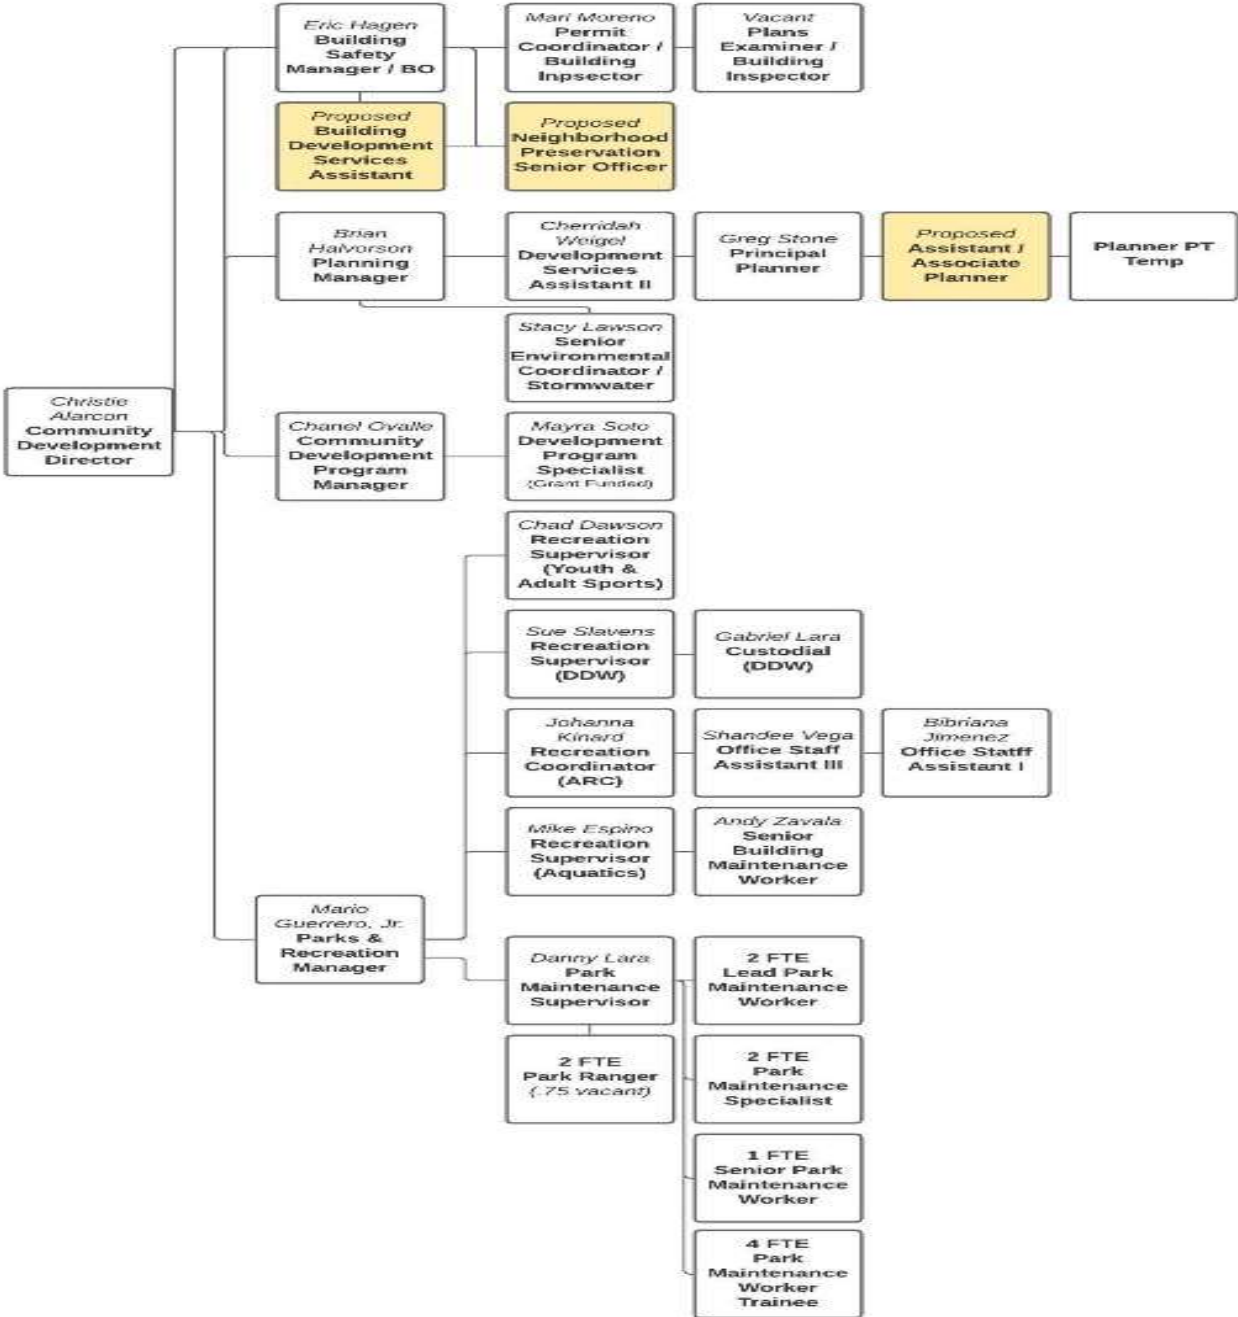 Eric Hagen
Building
Safety
Manager / BO
Mari Moreno
Permit
Coordinator /
Building
Inpsector
Vacant
Plans
Examiner /
Building
Inspector
Proposed
Building
Development
Services
Assistant
Proposed
Neighborhood
Preservation
Senior Officer
Brian
Halvorson
Planning
Manager
Cherridah
Weigel
Development
Services
Assistant II
Greg Stone
Principal
Planner
Proposed
Assistant /
Associate
Planner
Planner PT
Temp
Stacy Lawson
Senior
Environmental
Coordinator /
Stormwater
Christie
Alarcon
Community
Development
Director
Chanel Ovalle
Community
Development
Program
Manager
Mayra Soto
Development
Program
Specialist
(Grant Funded)
Chad Dawson
Recreation
Supervisor
(Youth &
Adult Sports)
Sue Slavens
Recreation
Supervisor
(DDW)
Gabriel Lara
Custodial
(DDW)
Johanna
Kinard
Recreation
Coordinator
(ARC)
Shandee Vega
Office Staff
Assistant III
Bibriana
Jimenez
Office Statff
Assistant I
Mike Espino
Recreation
Supervisor
(Aquatics)
Andy Zavala
Senior
Building
Maintenance
Worker
Mario
Guerrero, Jr.
Parks &
Recreation
Manager
Danny Lara
Park
Maintenance
Supervisor
2 FTE
Lead Park
Maintenance
Worker
2 FTE
Park Ranger
(.75 vacant)
2 FTE
Park
Maintenance
Specialist
1 FTE
Senior Park
Maintenance
Worker
4 FTE
Park
Maintenance
Worker
Trainee